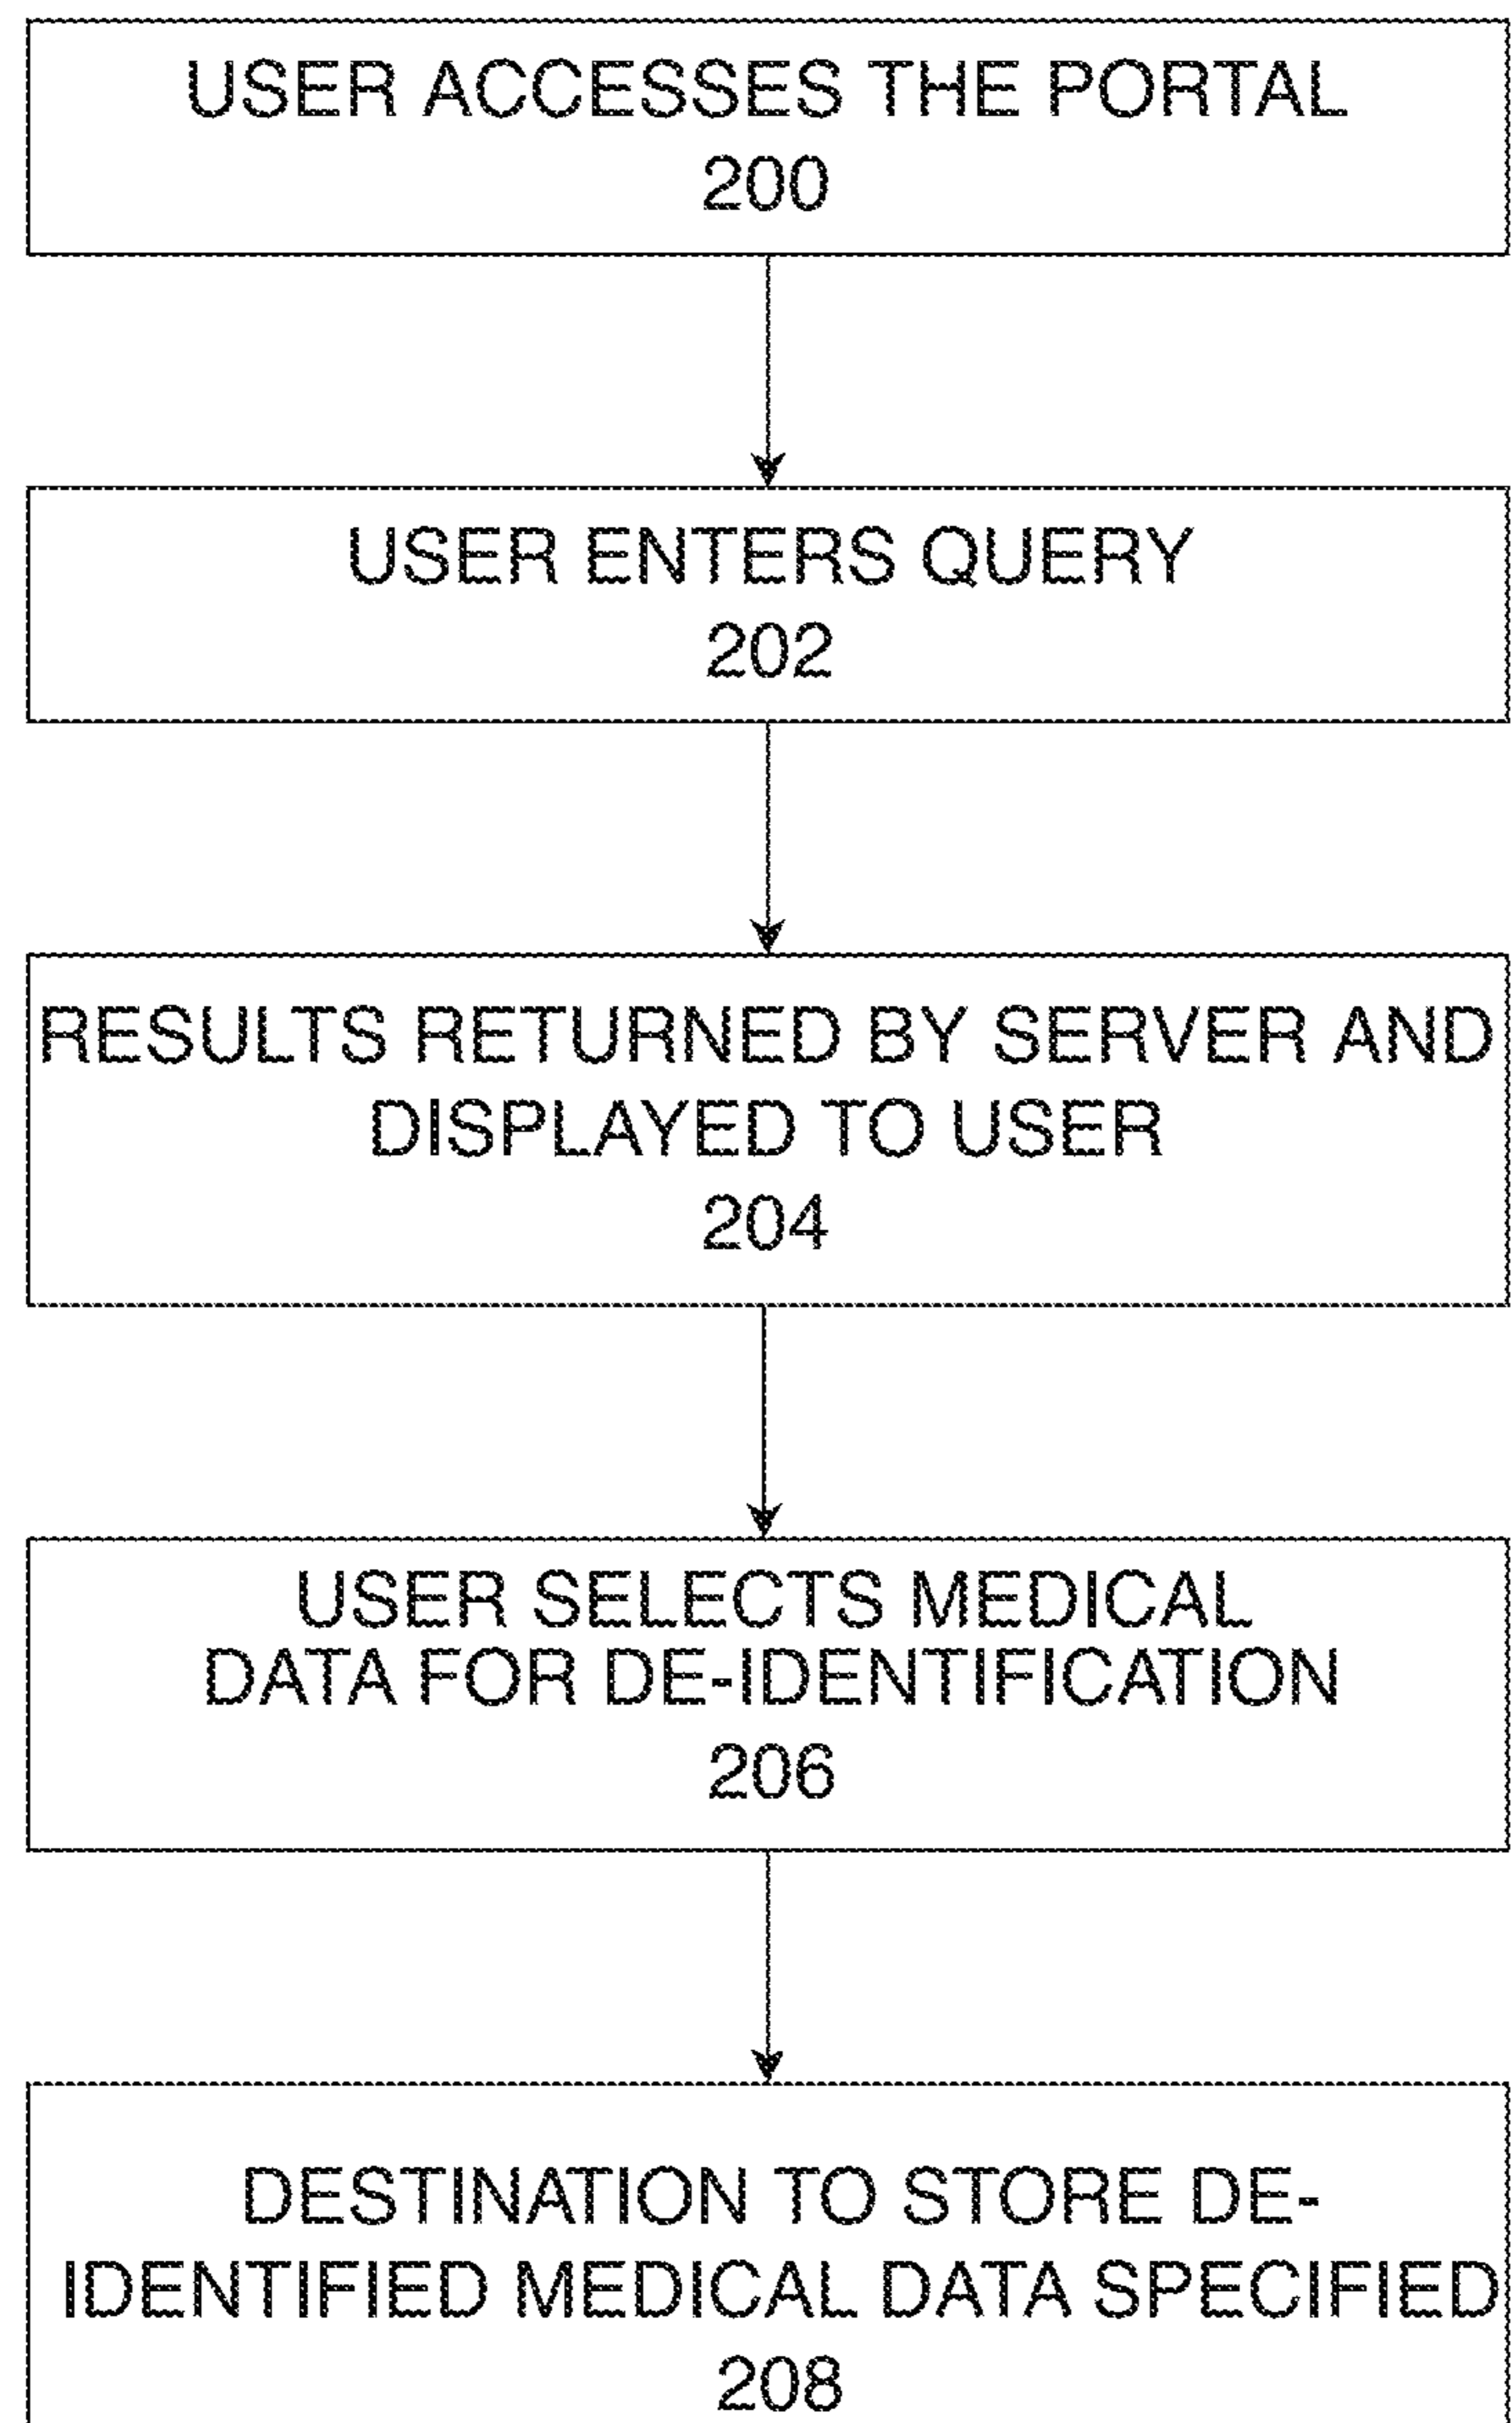 USER ACCESSES THE PORTAL
200
USER ENTERS QUERY
202
RESULTS RETURNED BY SERVER AND
DISPLAYED TO USER
204
USER SELECTS MEDICAL
DATA FOR DE-IDENTIFICATION
206
DESTINATION TO STORE DE-
IDENTIFIED MEDICAL DATA SPECIFIED
208